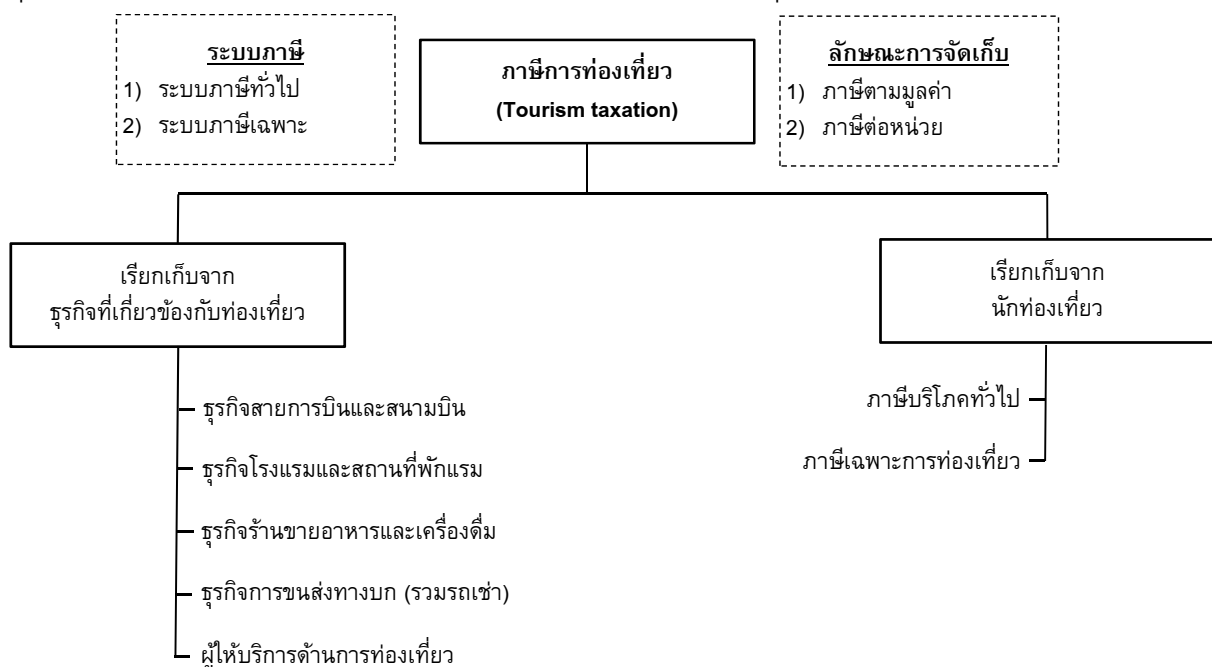 ระบบภาษี
1) ระบบภาษีทั่วไป
2) ระบบภาษีเฉพาะ
ภาษีการท่องเที่ยว
(Tourism taxation)
ลักษณะการจัดเก็บ
1) ภาษีตามมูลค่า
2) ภาษีต่อหน่วย
เรียกเก็บจาก
ธุรกิจที่เกี่ยวข้องกับท่องเที่ยว
ธุรกิจสายการบินและสนามบิน
ธุรกิจโรงแรมและสถานที่พักแรม
ธุรกิจร้านขายอาหารและเครื่องดื่ม
ธุรกิจการขนส่งทางบก (รวมรถเช่า)
ผู้ให้บริการด้านการท่องเที่ยว
เรียกเก็บจาก
นักท่องเที่ยว
ภาษีบริโภคทั่วไป
ภาษีเฉพาะการท่องเที่ยว